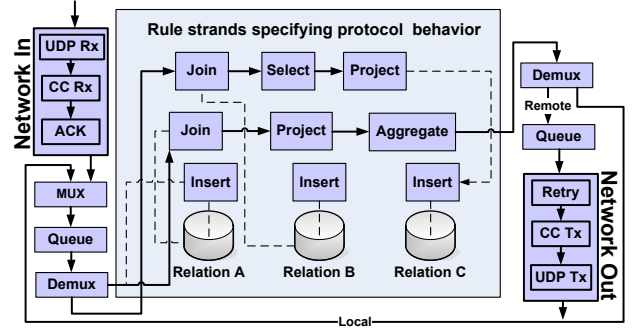 Rule strands specifying protocol behavior
Network In
UDP Rx
CC Rx
ACK
MUX
Queue
Demux
Join
Select
Project
Join
Project
Aggregate
Insert
Insert
Insert
Relation A
Relation B
Relation C
Demux
Remote
Queue
Network Out
Retry
CC Tx
UDP Tx
Local